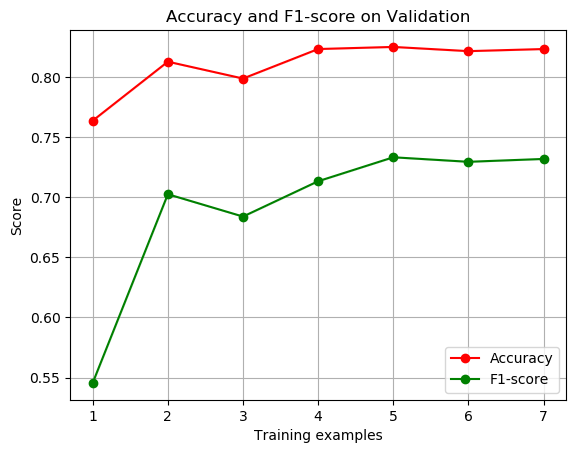 Accuracy and F1-score on Validation
Score
0.80
0.75
0.70
0.65
0.60
0.55
1 2 3 4 5 6 7
Training examples
Accuracy
F1-score